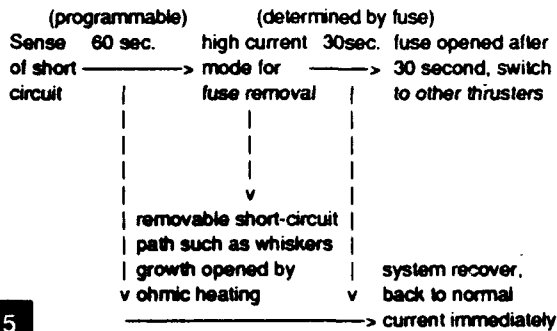 (programmable) (determined by fuse)
Sense 60 sec. high current 30sec. fuse opened after
of short mode for 30 second, switch
circuit fuse removal to other thrusters
removable short-circuit
path such as whiskers
growth opened by system recover,
ohmic heating back to normal
current immediately
5